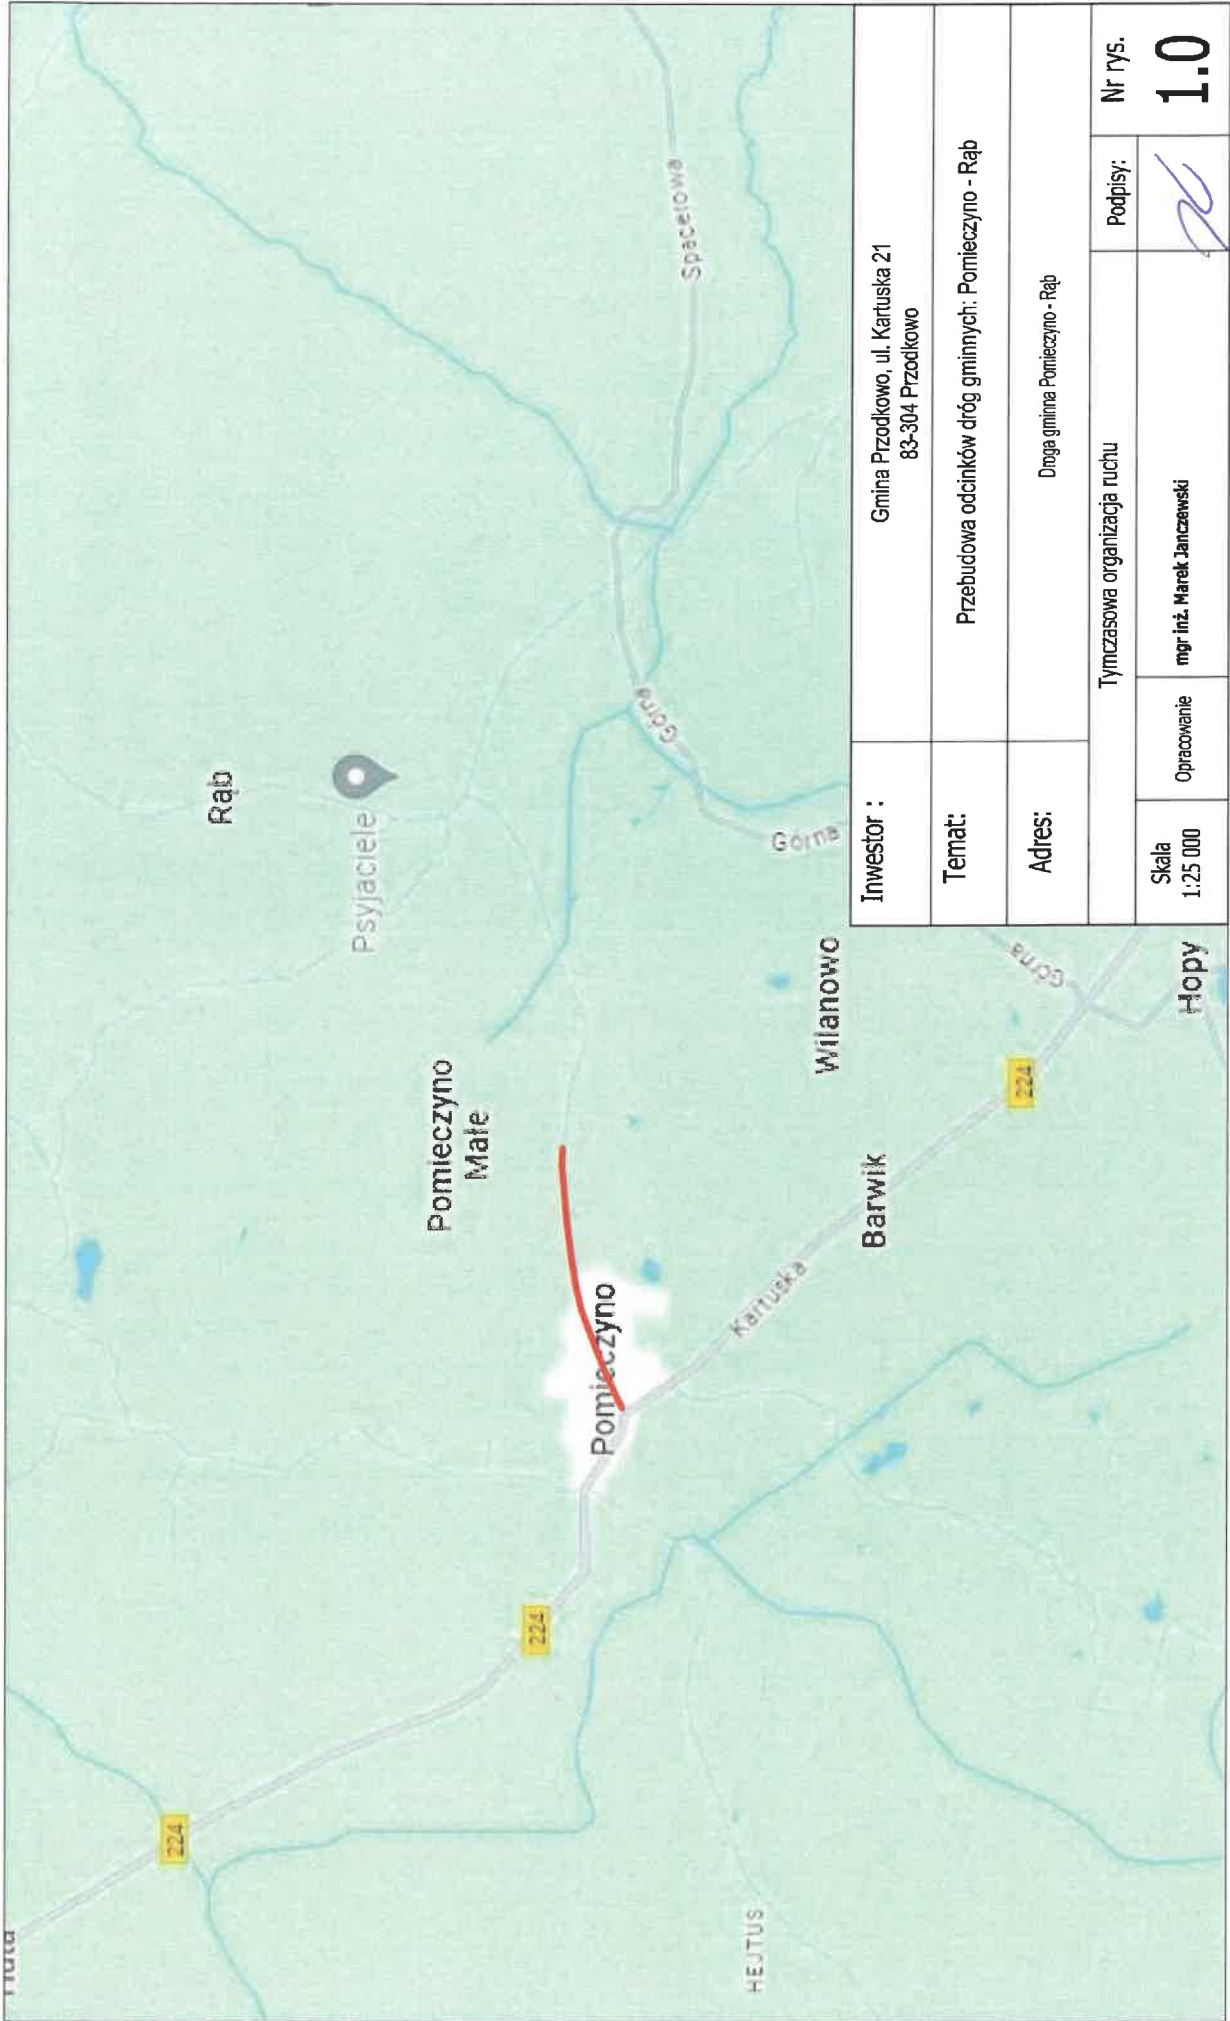 Rąb
Psyjaciele
Pomieczyno
Małe
Pomieczyno
Wilanowo
Barwik
Hopy
Kartuska
Górna
Górna
Górna
Spacerowa
HEJTUS
224
224
224
Inwestor :
Gmina Przodkowo, ul. Kartuska 21
83-304 Przodkowo
Temat:
Przebudowa odcinków dróg gminnych: Pomieczyno - Rąb
Adres:
Droga gminna Pomieczyno - Rąb
Tymczasowa organizacja ruchu
Podpisy:
Nr rys.
Skala
1:25 000
Opracowanie
mgr inż. Marek Janczewski
1.0